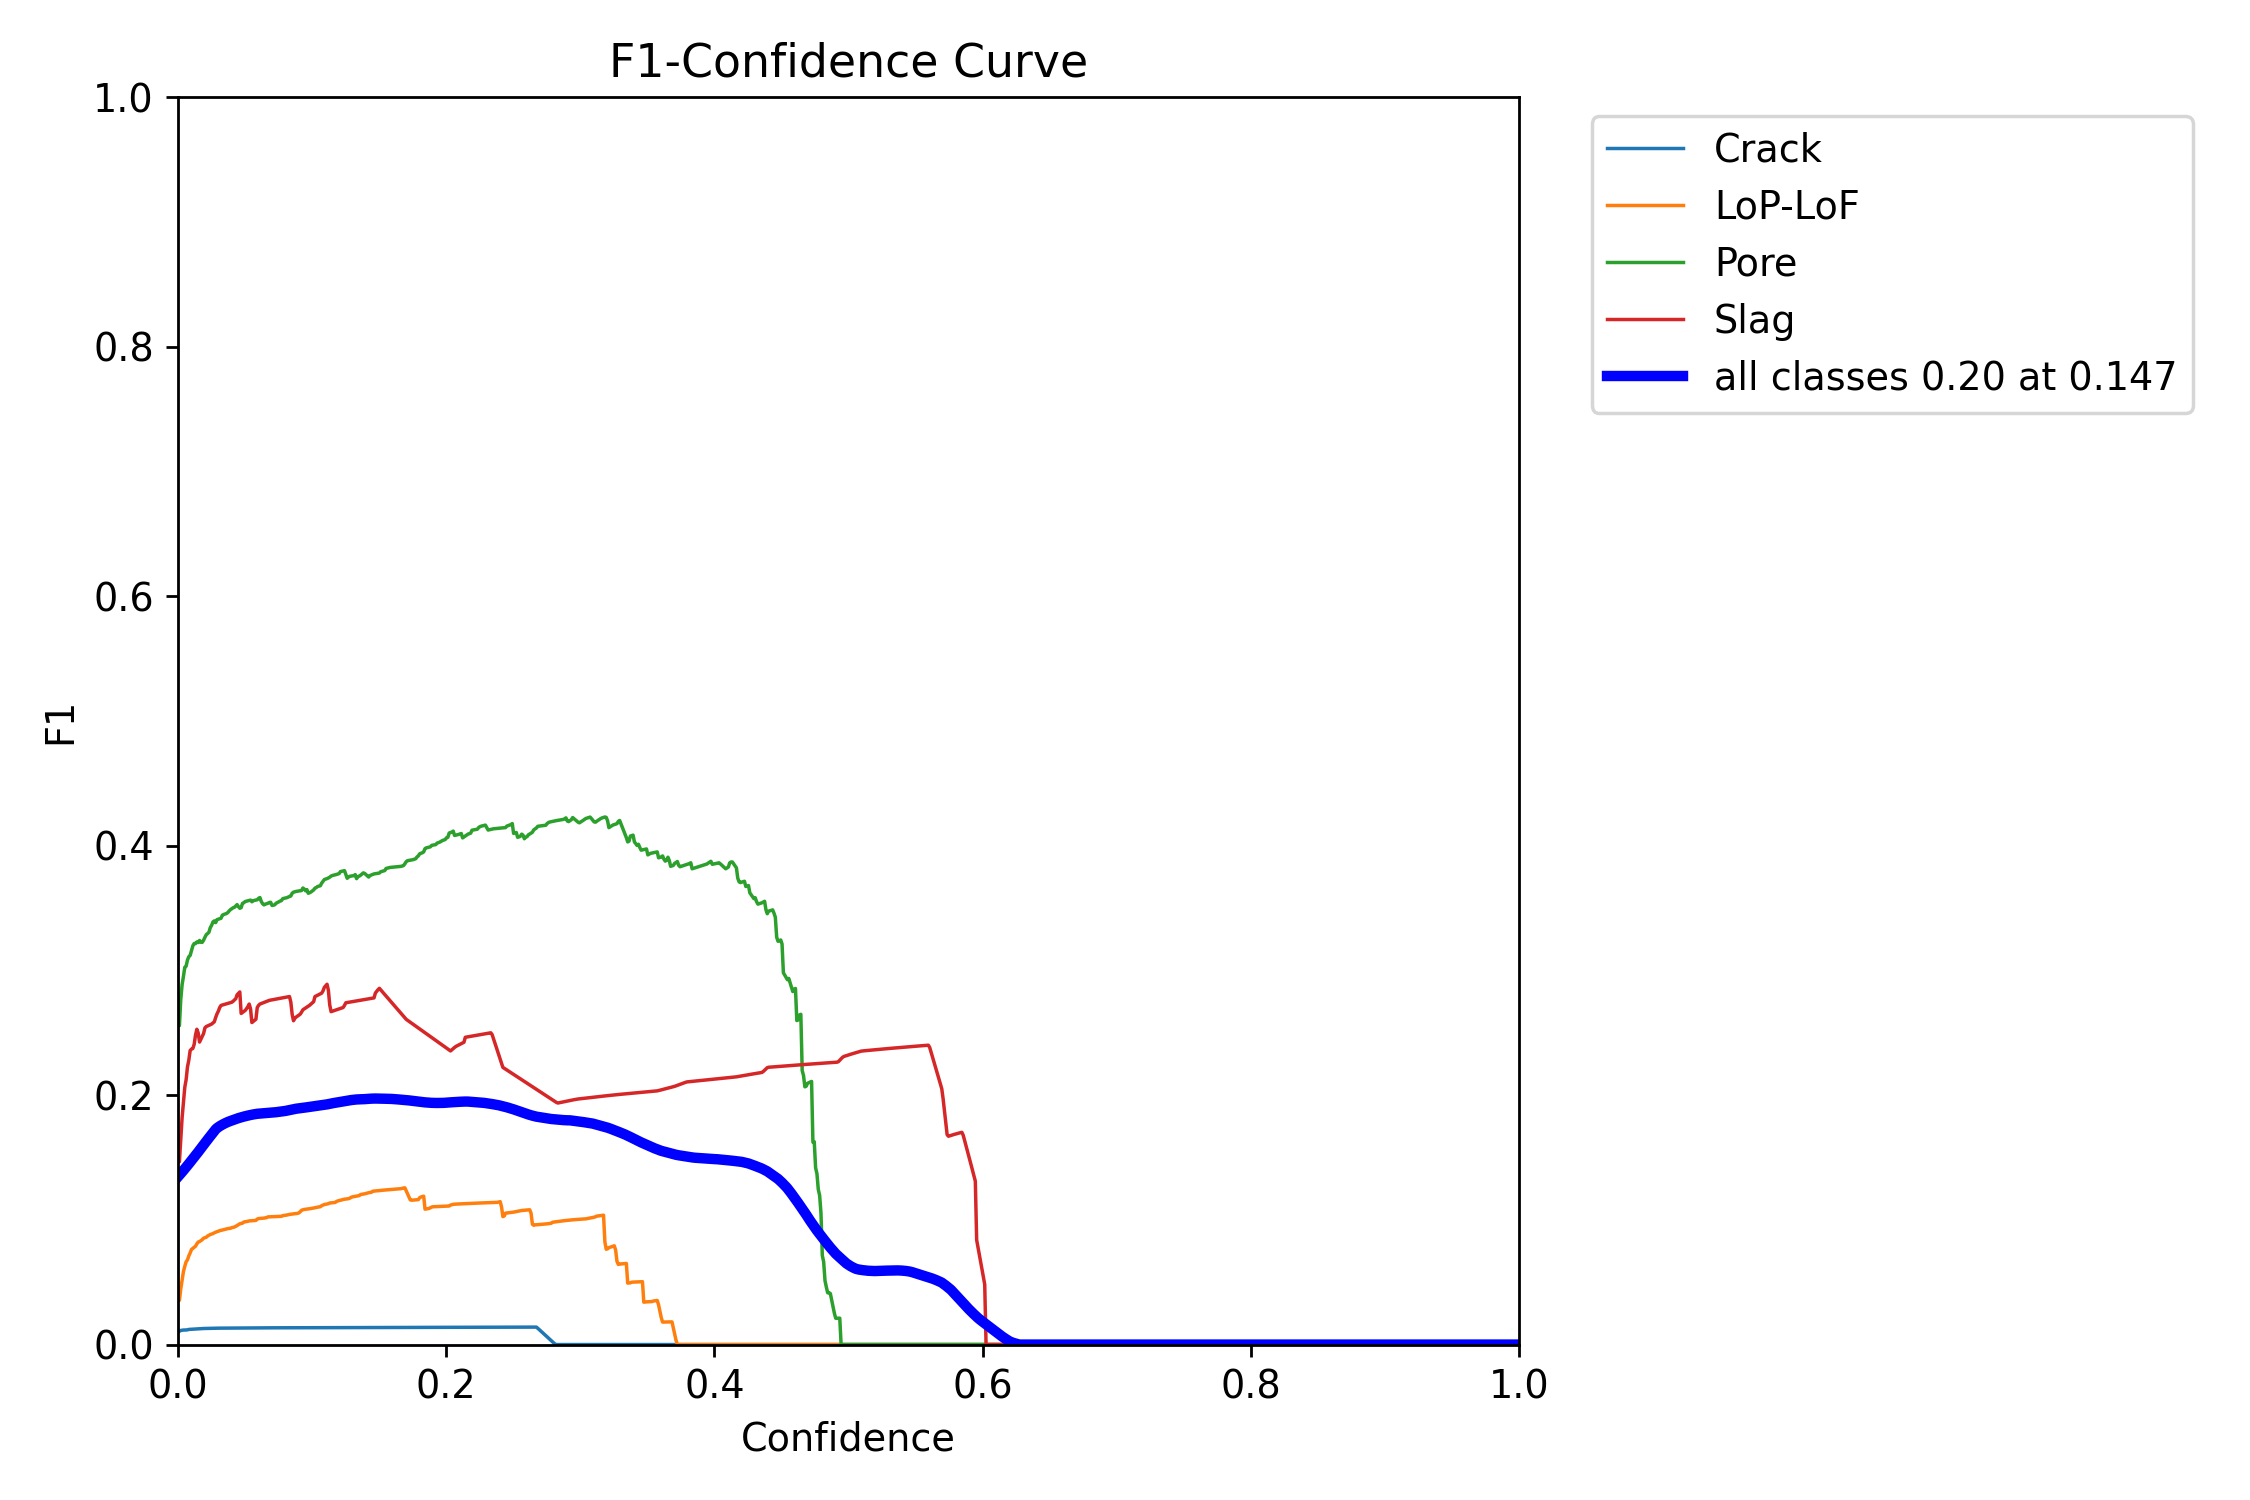 F1-Confidence Curve
1.0
0.8
0.6
0.4
0.2
0.0
F1
0.0 0.2 0.4 0.6 0.8 1.0
Confidence
Crack
LoP-LoF
Pore
Slag
all classes 0.20 at 0.147